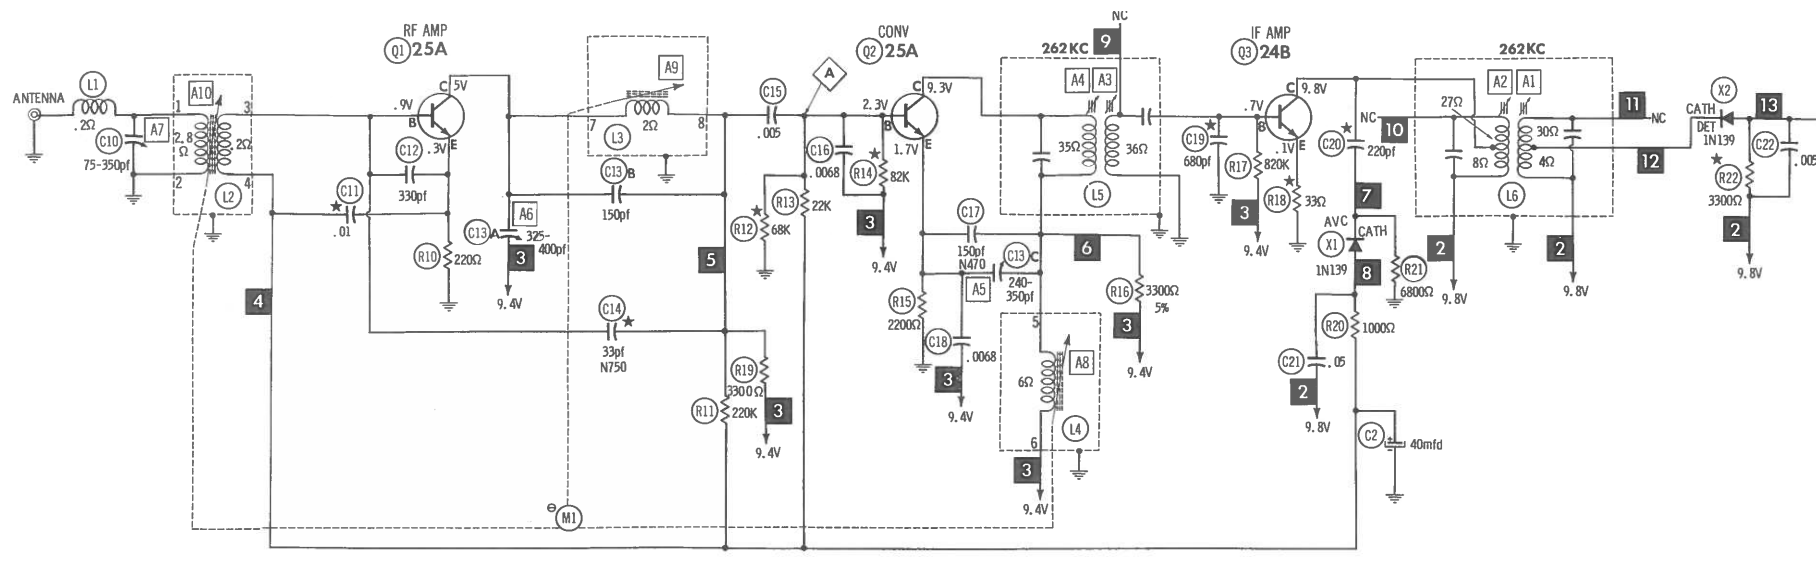 RF AMP
Q1 25A
CONV
Q2 25A
NC
9
IF AMP
Q3 24B
262KC
262KC
ANTENNA
L1
.2Ω
C10
A7
75-350pf
A10
1
2
3
4
2.8
Ω
.2Ω
L2
C 5V
.9V
B
E
.3V
C12
330pf
C11
.01
R10
220Ω
C13A
A6
325-
400pf
3
9.4V
A9
7
8
L3
2Ω
C13B
150pf
5
4
C14
33pf
N750
R19
3300Ω
R11
220K
3
9.4V
M1
C15
.005
A
R12
68K
R13
22K
C16
.0068
R14
82K
3
9.4V
C 9.3V
2.3V
B
E
1.7V
C17
150pf
N470
C13C
A5
240-
350pf
R15
2200Ω
C18
.0068
3
9.4V
A4
A3
35Ω
36Ω
L5
6
R16
3300Ω
5%
3
9.4V
5
6Ω
A8
6
L4
3
9.4V
C19
680pf
.7V
B
C 9.8V
E
.1V
R17
820K
R18
33Ω
3
9.4V
C20
220pf
7
AVC
CATH
X1
1N139
8
R21
6800Ω
R20
1000Ω
C21
.05
2
9.8V
C2
40mfd
NC
10
27Ω
A2
A1
8Ω
30Ω
4Ω
L6
2
9.8V
2
9.8V
11
NC
12
X2
CATH
DET
1N139
13
R22
3300Ω
C22
.005
2
9.8V